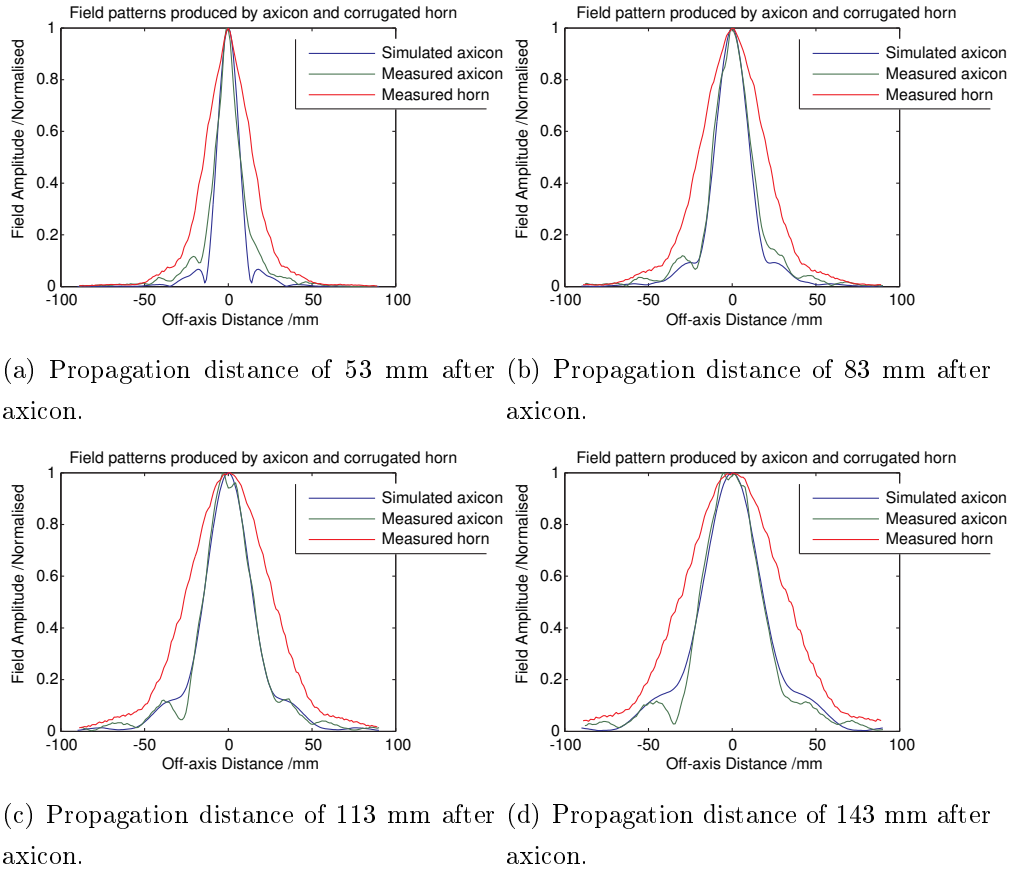 Field patterns produced by axicon and corrugated horn
Field Amplitude /Normalised
1
0.8
0.6
0.4
0.2
0
Simulated axicon
Measured axicon
Measured horn
-100
-50
0
50
100
Off-axis Distance /mm
(a) Propagation distance of 53 mm after
axicon.
Field pattern produced by axicon and corrugated horn
Field Amplitude /Normalised
1
0.8
0.6
0.4
0.2
0
Simulated axicon
Measured axicon
Measured horn
-100
-50
0
50
100
Off-axis Distance /mm
(b) Propagation distance of 83 mm after
axicon.
Field patterns produced by axicon and corrugated horn
Field Amplitude /Normalised
1
0.8
0.6
0.4
0.2
0
Simulated axicon
Measured axicon
Measured horn
-100
-50
0
50
100
Off-axis Distance /mm
(c) Propagation distance of 113 mm after
axicon.
Field pattern produced by axicon and corrugated horn
Field Amplitude /Normalised
1
0.8
0.6
0.4
0.2
0
Simulated axicon
Measured axicon
Measured horn
-100
-50
0
50
100
Off-axis Distance /mm
(d) Propagation distance of 143 mm after
axicon.